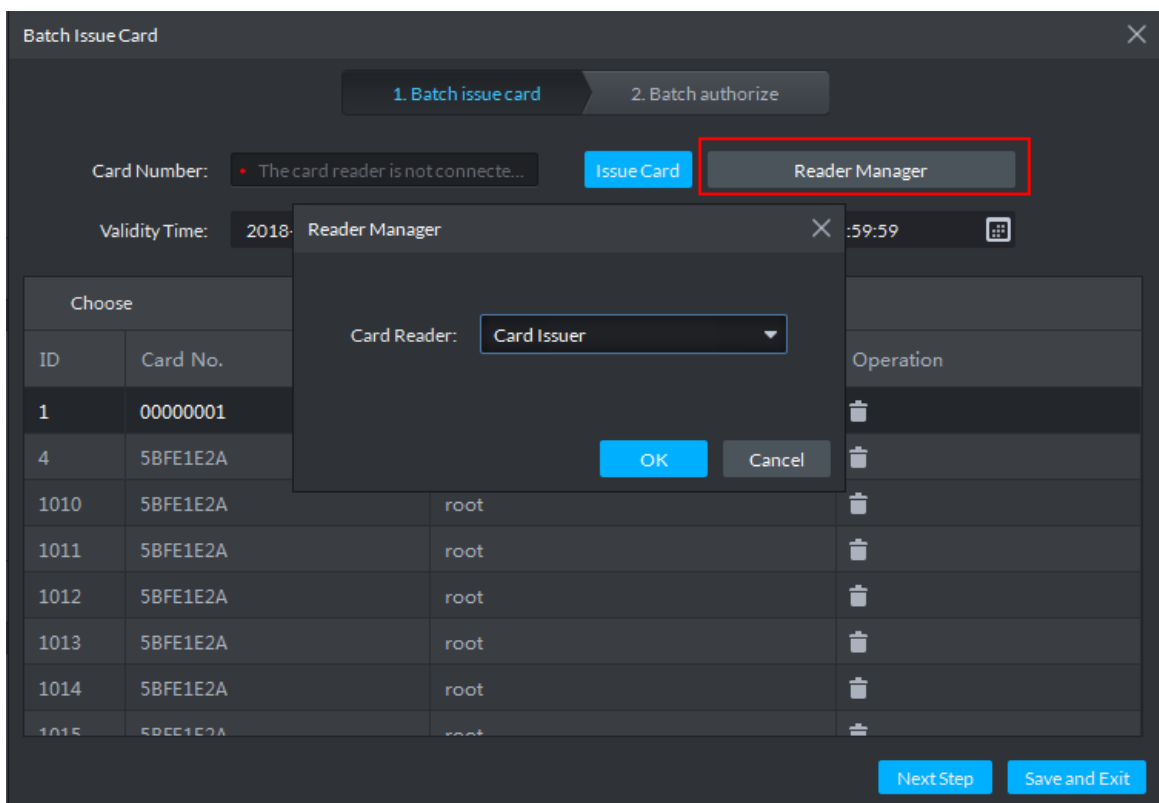 Batch Issue Card
1. Batch issue card 2. Batch authorize
Card Number: • The card reader is not connecte... Issue Card Reader Manager
Validity Time: 2018- :59:59
Reader Manager
Choose
Card Reader: Card Issuer
ID Card No. Operation
1 00000001
OK Cancel
4 5BFE1E2A
1010 5BFE1E2A root
1011 5BFE1E2A root
1012 5BFE1E2A root
1013 5BFE1E2A root
1014 5BFE1E2A root
1015 5BFE1E2A root
Next Step Save and Exit